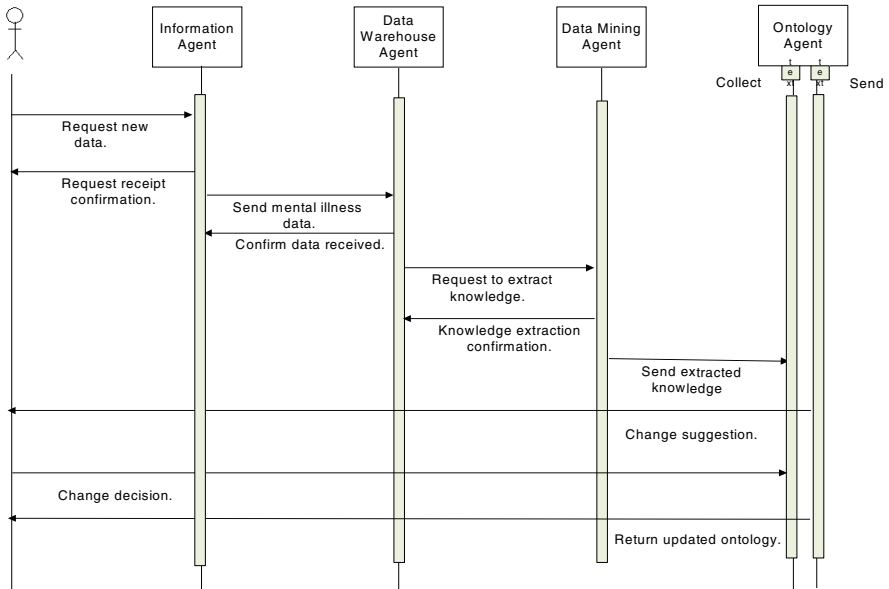 Information
Agent
Data
Warehouse
Agent
Data Mining
Agent
Ontology
Agent
t
e
xt
t
e
xt
Collect
Send
Request new
data.
Request receipt
confirmation.
Send mental illness
data.
Confirm data received.
Request to extract
knowledge.
Knowledge extraction
confirmation.
Send extracted
knowledge
Change suggestion.
Change decision.
Return updated ontology.